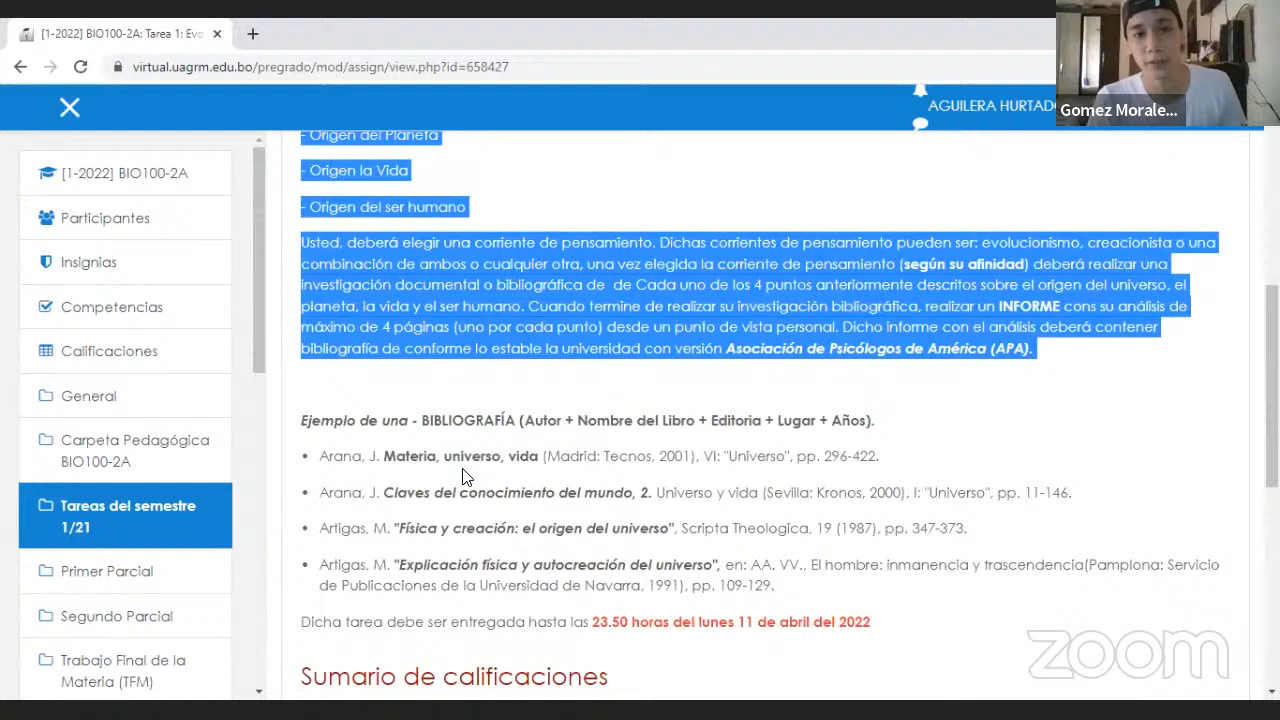 [1-2022] BIO100-2A: Tarea 1: Evo
virtual.uagrm.edu.bo/pregrado/mod/assign/view.php?id=658427
AGUILERA HURTADO
Gomez Morale...
[1-2022] BIO100-2A
Participantes
Insignias
Competencias
Calificaciones
General
Carpeta Pedagógica
BIO100-2A
Tareas del semestre
1/21
Primer Parcial
Segundo Parcial
Trabajo Final de la
Materia (TFM)
- Origen del Planeta
- Origen la Vida
- Origen del ser humano
Usted, deberá elegir una corriente de pensamiento. Dichas corrientes de pensamiento pueden ser: evolucionismo, creacionista o una
combinación de ambos o cualquier otra, una vez elegida la corriente de pensamiento (según su afinidad) deberá realizar una
investigación documental o bibliográfica de  de Cada uno de los 4 puntos anteriormente descritos sobre el origen del universo, el
planeta, la vida y el ser humano. Cuando termine de realizar su investigación bibliográfica, realizar un INFORME cons su análisis de
máximo de 4 páginas (uno por cada punto) desde un punto de vista personal. Dicho informe con el análisis deberá contener
bibliografía de conforme lo estable la universidad con versión Asociación de Psicólogos de América (APA).
Ejemplo de una - BIBLIOGRAFÍA (Autor + Nombre del Libro + Editoria + Lugar + Años).
• Arana, J. Materia, universo, vida (Madrid: Tecnos, 2001), VI: "Universo", pp. 296-422.
• Arana, J. Claves del conocimiento del mundo, 2. Universo y vida (Sevilla: Kronos, 2000), I: "Universo", pp. 11-146.
• Artigas, M. "Física y creación: el origen del universo", Scripta Theologica, 19 (1987), pp. 347-373.
• Artigas, M. "Explicación física y autocreación del universo", en: AA. VV., El hombre: inmanencia y trascendencia(Pamplona: Servicio
de Publicaciones de la Universidad de Navarra, 1991), pp. 109-129.
Dicha tarea debe ser entregada hasta las 23.50 horas del lunes 11 de abril del 2022
Sumario de calificaciones
zoom